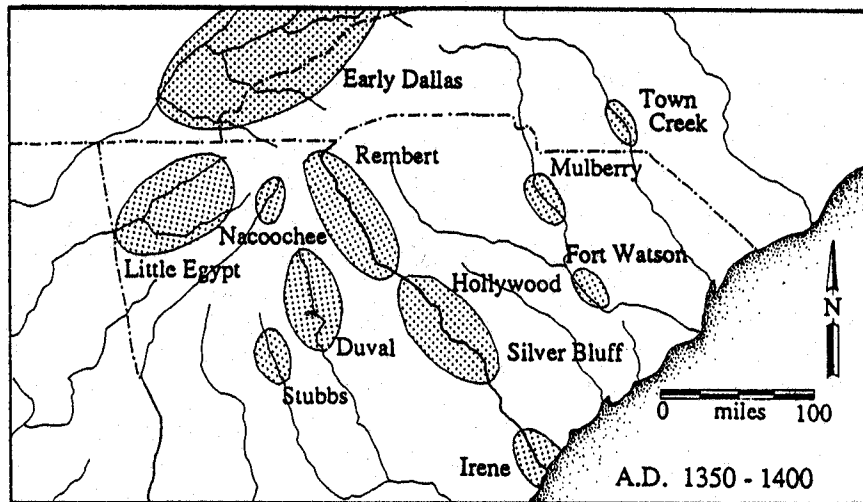 Early Dallas
Town
Creek
Rembert
Mulberry
Nacoochee
Fort Watson
Little Egypt
Hollywood
N
Duval
Silver Bluff
Stubbs
0 miles 100
Irene
A.D. 1350 - 1400